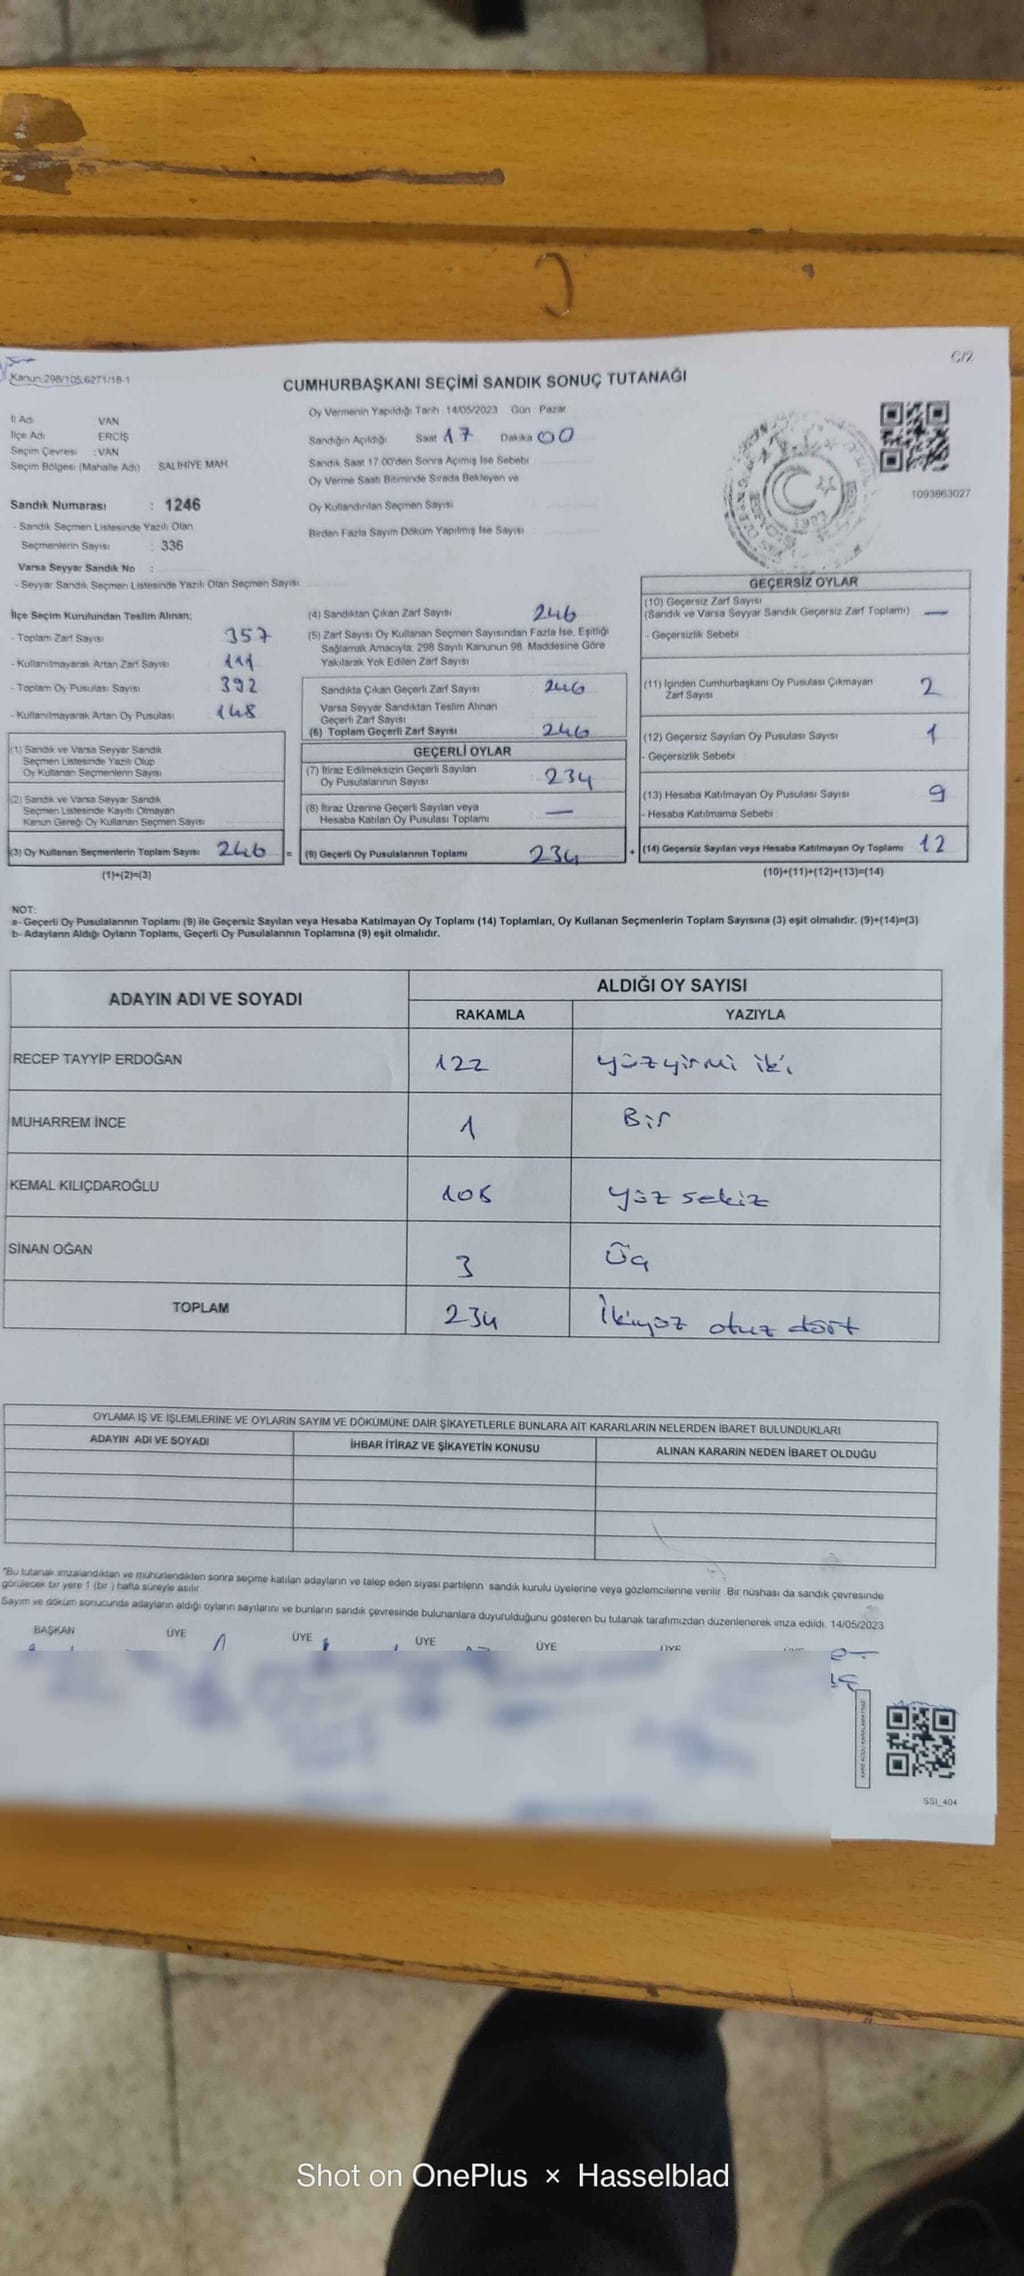 C/2
Kanun:298/105,6271/18-1
CUMHURBAŞKANI SEÇİMİ SANDIK SONUÇ TUTANAĞI
İl Adı VAN
İlçe Adı ERCİŞ
Seçim Çevresi : VAN
Seçim Bölgesi (Mahalle Adı) SALİHİYE MAH.
Sandık Numarası : 1246
- Sandık Seçmen Listesinde Yazılı Olan
Seçmenlerin Sayısı : 336
Varsa Seyyar Sandık No :
- Seyyar Sandık Seçmen Listesinde Yazılı Olan Seçmen Sayısı
Oy Vermenin Yapıldığı Tarih :14/05/2023 Gün : Pazar
Sandığın Açıldığı Saat 17 Dakika 00
Sandık Saat 17.00'den Sonra Açılmış İse Sebebi
Oy Verme Saati Bitiminde Sırada Bekleyen ve
Oy Kullandırılan Seçmen Sayısı
Birden Fazla Sayım Döküm Yapılmış İse Sayısı :
1093863027
İlçe Seçim Kurulundan Teslim Alınan;
- Toplam Zarf Sayısı 357
- Kullanılmayarak Artan Zarf Sayısı 111
- Toplam Oy Pusulası Sayısı 392
- Kullanılmayarak Artan Oy Pusulası 148
(1) Sandık ve Varsa Seyyar Sandık
Seçmen Listesinde Yazılı Olup
Oy Kullanan Seçmenlerin Sayısı
(2) Sandık ve Varsa Seyyar Sandık
Seçmen Listesinde Kayıtlı Olmayan
Kanun Gereği Oy Kullanan Seçmen Sayısı
(3) Oy Kullanan Seçmenlerin Toplam Sayısı 246 =
(1)+(2)=(3)
(4) Sandıktan Çıkan Zarf Sayısı 246
(5) Zarf Sayısı Oy Kullanan Seçmen Sayısından Fazla İse, Eşitliği
Sağlamak Amacıyla, 298 Sayılı Kanunun 98. Maddesine Göre
Yakılarak Yok Edilen Zarf Sayısı
Sandıkta Çıkan Geçerli Zarf Sayısı 246
Varsa Seyyar Sandıktan Teslim Alınan
Geçerli Zarf Sayısı
(6) Toplam Geçerli Zarf Sayısı 246
GEÇERLİ OYLAR
(7) İtiraz Edilmeksizin Geçerli Sayılan
Oy Pusulalarının Sayısı : 234
(8) İtiraz Üzerine Geçerli Sayılan veya
Hesaba Katılan Oy Pusulası Toplamı —
(9) Geçerli Oy Pusulalarının Toplamı 234 +
GEÇERSİZ OYLAR
(10) Geçersiz Zarf Sayısı
(Sandık ve Varsa Seyyar Sandık Geçersiz Zarf Toplamı) —
- Geçersizlik Sebebi
(11) İçinden Cumhurbaşkanı Oy Pusulası Çıkmayan
Zarf Sayısı 2
(12) Geçersiz Sayılan Oy Pusulası Sayısı 1
- Geçersizlik Sebebi
(13) Hesaba Katılmayan Oy Pusulası Sayısı 9
- Hesaba Katılmama Sebebi
(14) Geçersiz Sayılan veya Hesaba Katılmayan Oy Toplamı 12
(10)+(11)+(12)+(13)=(14)
NOT:
a- Geçerli Oy Pusulalarının Toplamı (9) ile Geçersiz Sayılan veya Hesaba Katılmayan Oy Toplamı (14) Toplamları, Oy Kullanan Seçmenlerin Toplam Sayısına (3) eşit olmalıdır. (9)+(14)=(3)
b- Adayların Aldığı Oyların Toplamı, Geçerli Oy Pusulalarının Toplamına (9) eşit olmalıdır.
ADAYIN ADI VE SOYADI ALDIĞI OY SAYISI
RAKAMLA YAZIYLA
RECEP TAYYİP ERDOĞAN 122 yüzyirmi iki
MUHARREM İNCE 1 Bir
KEMAL KILIÇDAROĞLU 108 yüz sekiz
SİNAN OĞAN 3 Üç
TOPLAM 234 İkiyüz otuz dört
OYLAMA İŞ VE İŞLEMLERİNE VE OYLARIN SAYIM VE DÖKÜMÜNE DAİR ŞİKAYETLERLE BUNLARA AİT KARARLARIN NELERDEN İBARET BULUNDUKLARI
ADAYIN ADI VE SOYADI İHBAR İTİRAZ VE ŞİKAYETİN KONUSU ALINAN KARARIN NEDEN İBARET OLDUĞU
*Bu tutanak imzalandıktan ve mühürlendikten sonra seçime katılan adayların ve talep eden siyasi partilerin sandık kurulu üyelerine veya gözlemcilerine verilir. Bir nüshası da sandık çevresinde
görülecek bir yere 1 (bir) hafta süreyle asılır.
Sayım ve döküm sonucunda adayların aldığı oyların sayılarını ve bunların sandık çevresinde bulunanlara duyurulduğunu gösteren bu tutanak tarafımızdan düzenlenerek imza edildi. 14/05/2023
BAŞKAN ÜYE ÜYE ÜYE ÜYE ÜYE ÜYE
SSI_404
Shot on OnePlus × Hasselblad